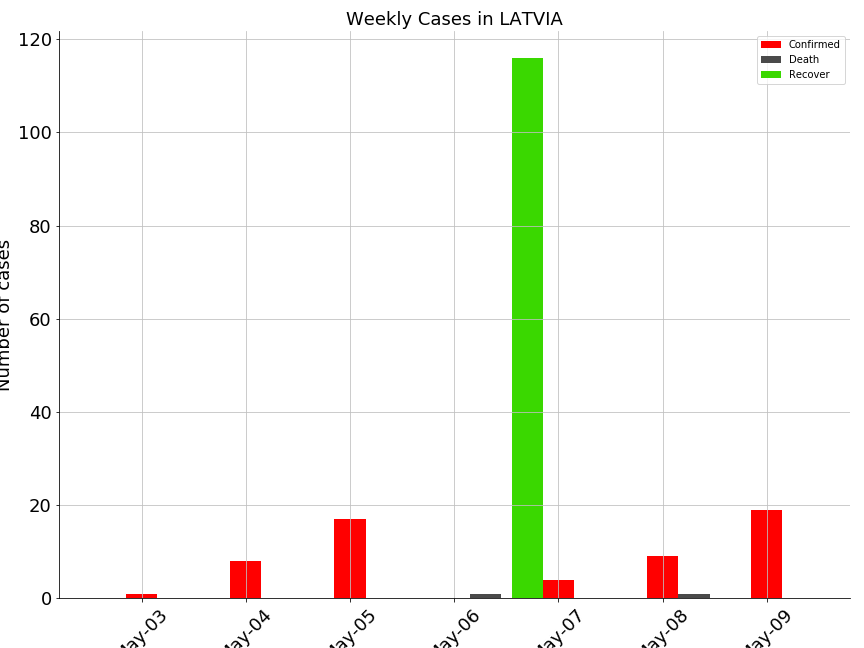 Weekly Cases in LATVIA
Confirmed
Death
Recover
120
100
80
60
40
20
0
Number of cases
May-03
May-04
May-05
May-06
May-07
May-08
May-09